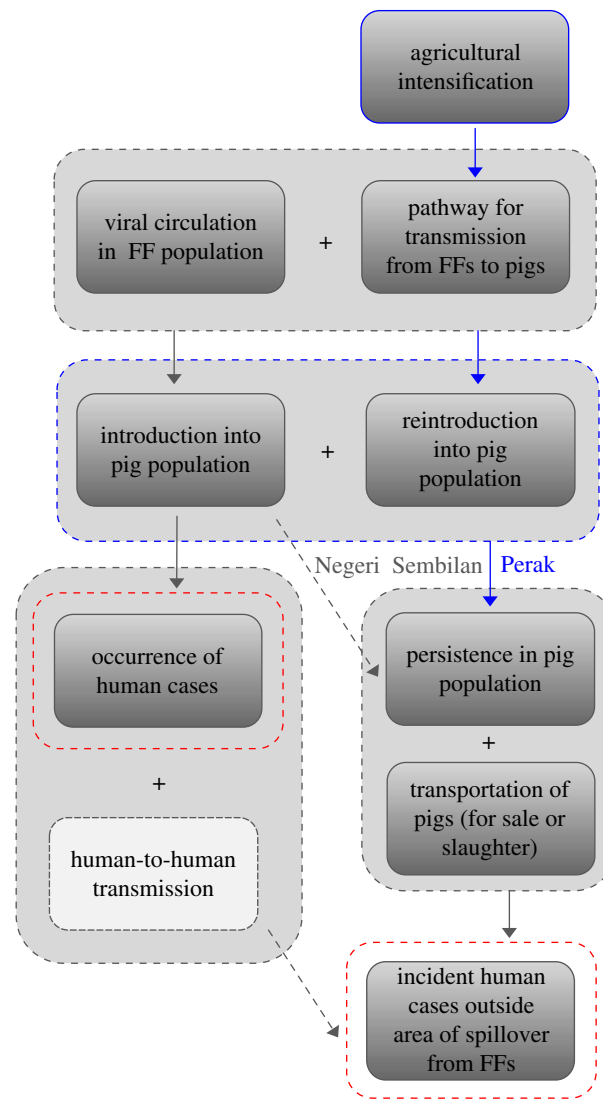 agricultural
intensification
viral circulation
in FF population
+
pathway for
transmission
from FFs to pigs
introduction into
pig population
+
reintroduction
into pig
population
Negeri Sembilan
Perak
occurrence of
human cases
+
human-to-human
transmission
persistence in pig
population
+
transportation of
pigs (for sale or
slaughter)
incident human
cases outside
area of spillover
from FFs